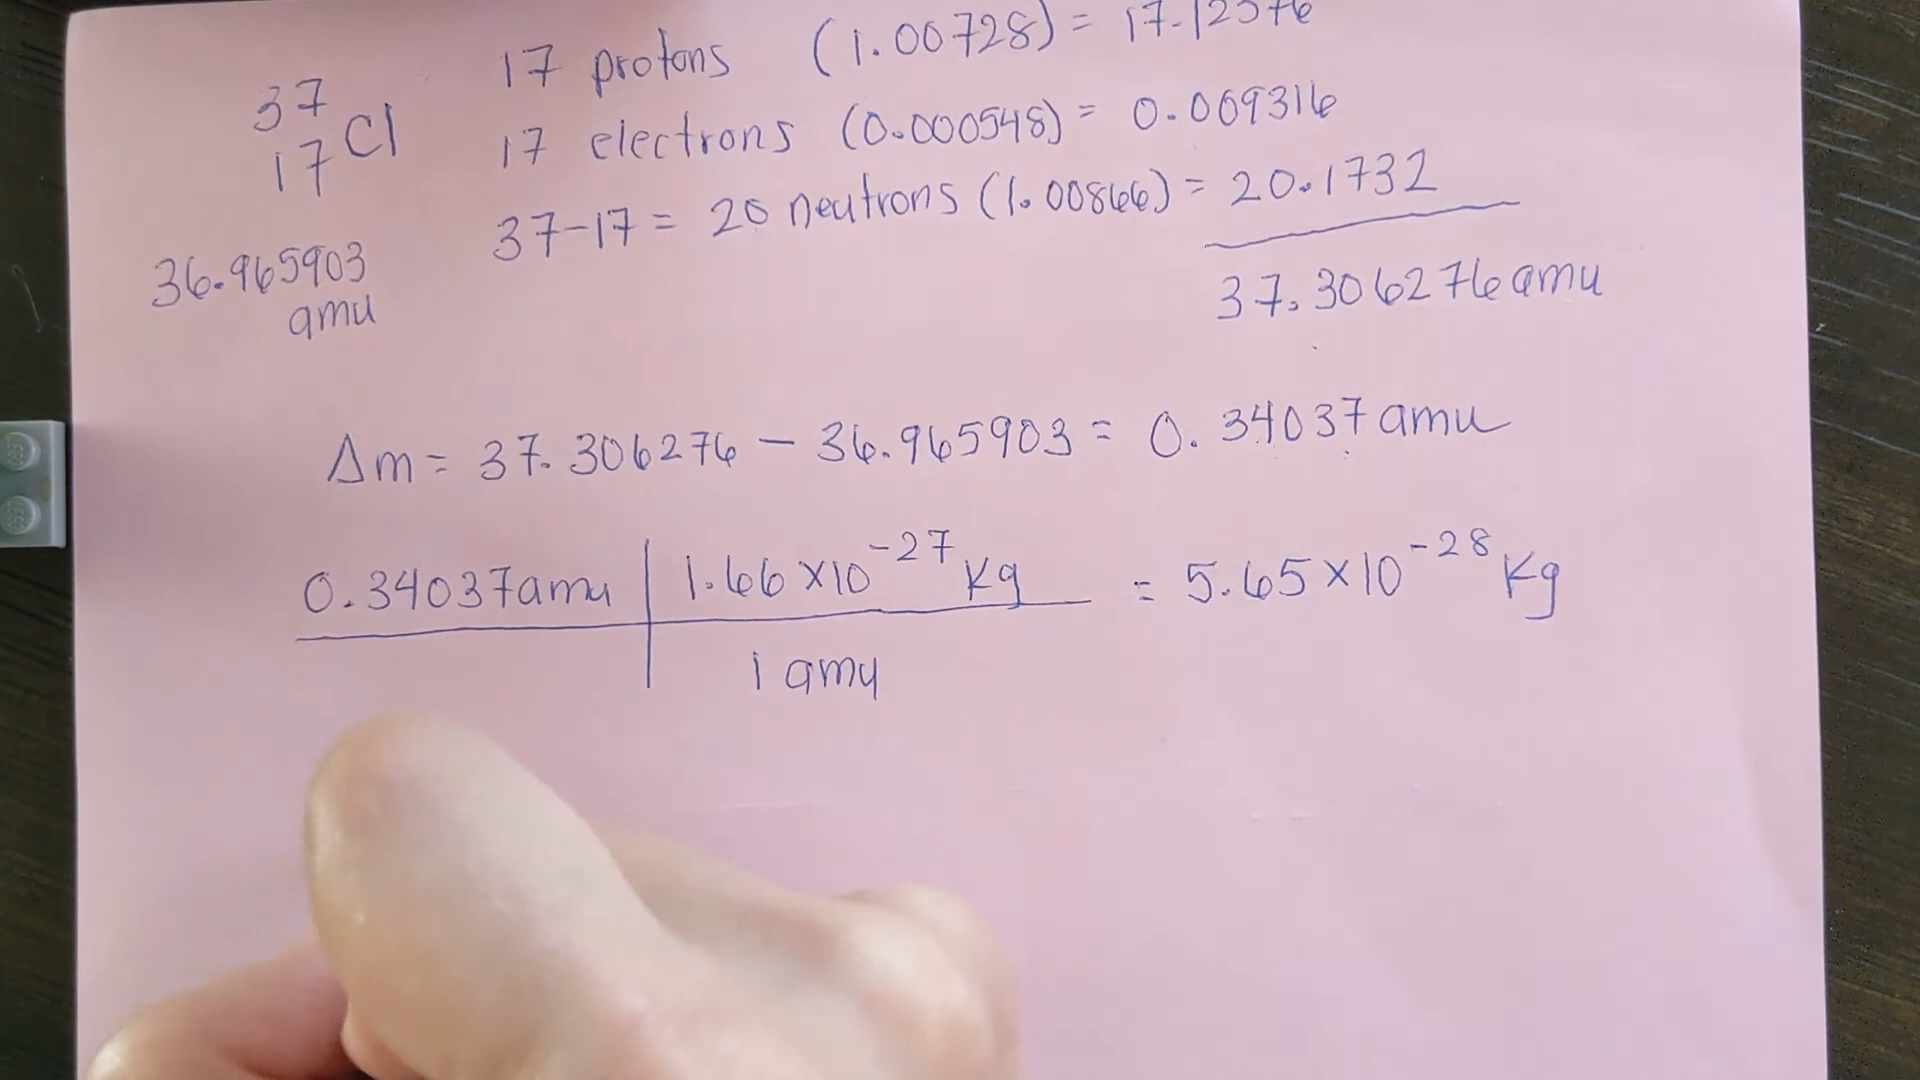 17 protons (1.00728) = 17.12376
37
17 Cl
17 electrons (0.000548) = 0.009316
37-17 = 20 neutrons (1.00866) = 20.1732
36.965903
amu
37.306276 amu
Δm = 37.306276 - 36.965903 = 0.34037 amu
0.34037 amu | 1.66 x 10^-27 Kg = 5.65 x 10^-28 Kg
1 amu